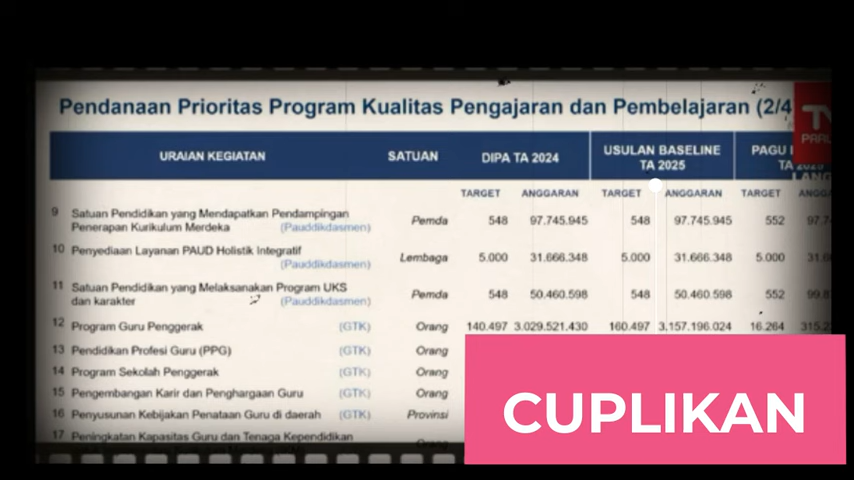 Pendanaan Prioritas Program Kualitas Pengajaran dan Pembelajaran (2/4
URAIAN KEGIATAN SATUAN DIPA TA 2024 USULAN BASELINE TA 2025 PAGU
TARGET ANGGARAN TARGET ANGGARAN TARGET
9 Satuan Pendidikan yang Mendapatkan Pendampingan
Penerapan Kurikulum Merdeka (Pauddikdasmen) Pemda 548 97.745.945 548 97.745.945 552
10 Penyediaan Layanan PAUD Holistik Integratif
(Pauddikdasmen) Lembaga 5.000 31.666.348 5.000 31.666.348 5.000
11 Satuan Pendidikan yang Melaksanakan Program UKS
dan karakter (Pauddikdasmen) Pemda 548 50.460.598 548 50.460.598 552
12 Program Guru Penggerak (GTK) Orang 140.497 3.029.521.430 160.497 3.157.196.024 16.264
13 Pendidikan Profesi Guru (PPG) (GTK) Orang
14 Program Sekolah Penggerak (GTK) Orang
15 Pengembangan Karir dan Penghargaan Guru (GTK) Orang
16 Penyusunan Kebijakan Penataan Guru di daerah (GTK) Provinsi
17 Peningkatan Kapasitas Guru dan Tenaga Kependidikan Orang
CUPLIKAN